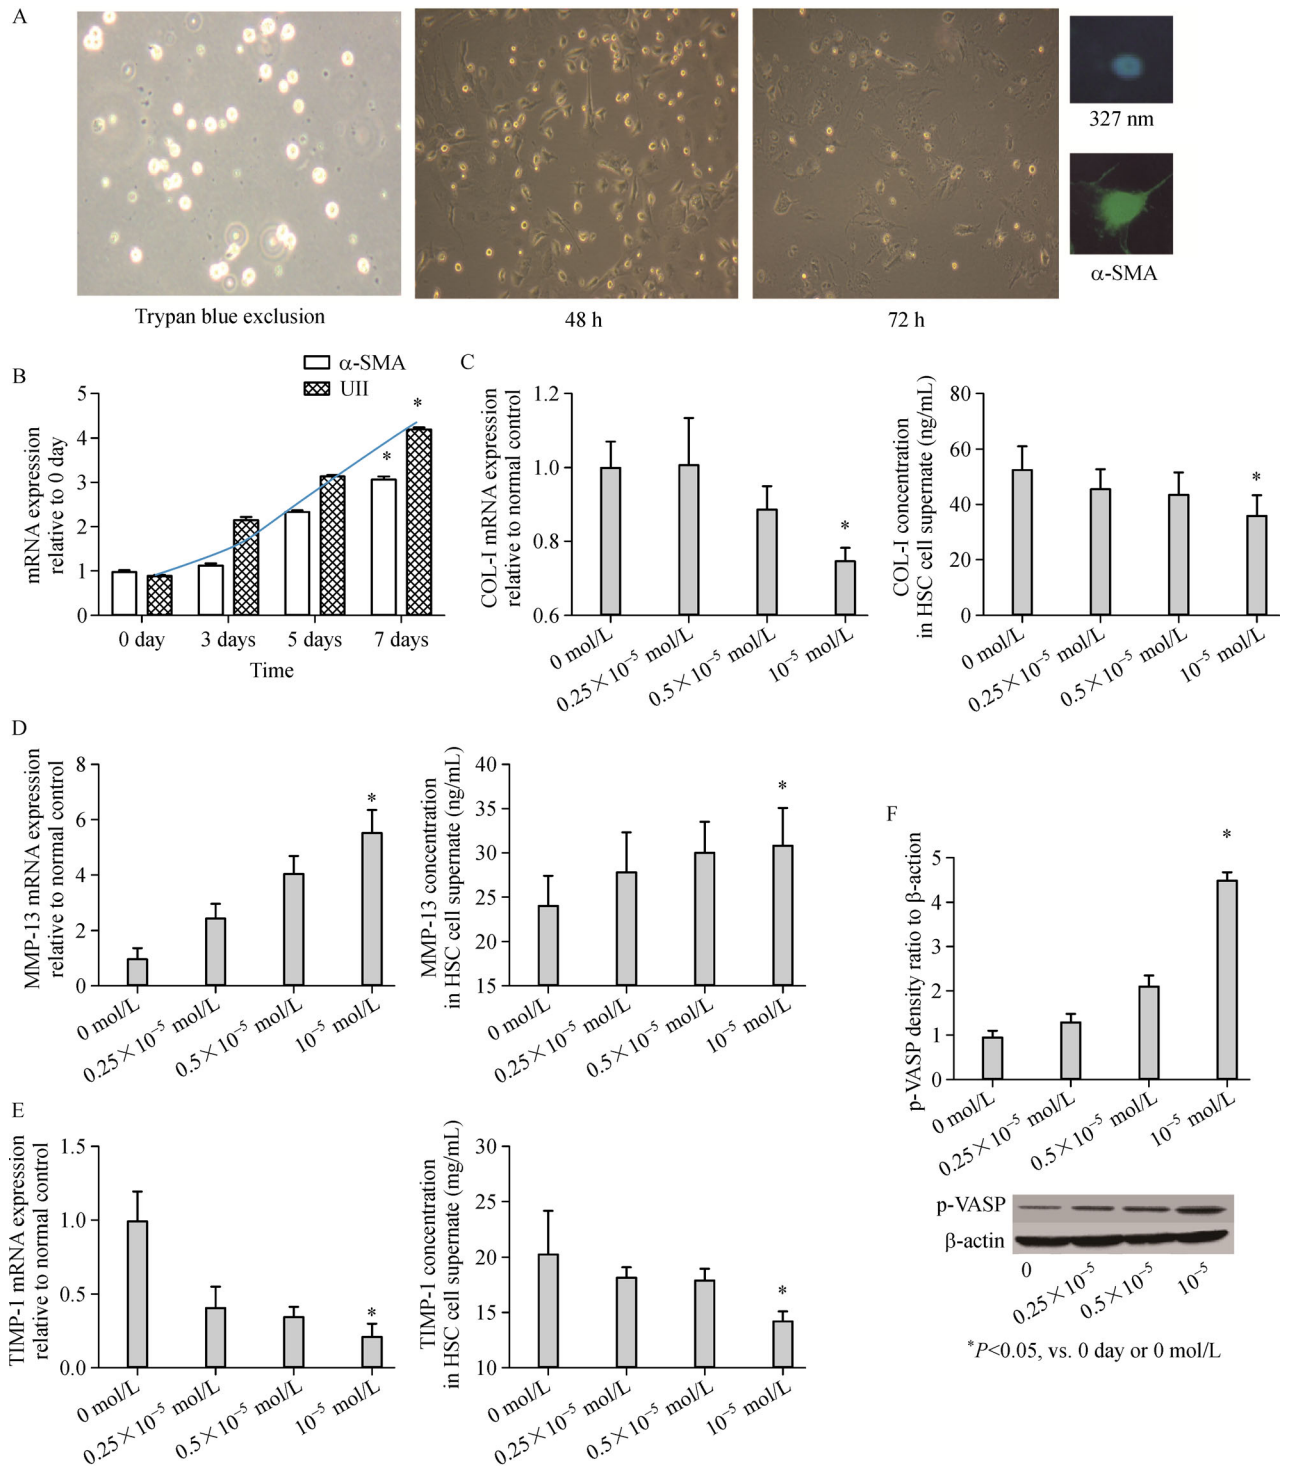 A
327 nm
α-SMA
Trypan blue exclusion
48 h
72 h
B
α-SMA
UII
mRNA expression
relative to 0 day
5
4
3
2
1
0
*
*
0 day
3 days
5 days
7 days
Time
C
COL-I mRNA expression
relative to normal control
1.2
1.0
0.8
0.6
*
0 mol/L
0.25×10⁻⁵ mol/L
0.5×10⁻⁵ mol/L
10⁻⁵ mol/L
COL-I concentration
in HSC cell supernate (ng/mL)
80
60
40
20
0
*
0 mol/L
0.25×10⁻⁵ mol/L
0.5×10⁻⁵ mol/L
10⁻⁵ mol/L
D
MMP-13 mRNA expression
relative to normal control
8
6
4
2
0
*
0 mol/L
0.25×10⁻⁵ mol/L
0.5×10⁻⁵ mol/L
10⁻⁵ mol/L
MMP-13 concentration
in HSC cell supernate (ng/mL)
40
35
30
25
20
15
*
0 mol/L
0.25×10⁻⁵ mol/L
0.5×10⁻⁵ mol/L
10⁻⁵ mol/L
E
TIMP-1 mRNA expression
relative to normal control
1.5
1.0
0.5
0.0
*
0 mol/L
0.25×10⁻⁵ mol/L
0.5×10⁻⁵ mol/L
10⁻⁵ mol/L
TIMP-1 concentration
in HSC cell supernate (mg/mL)
30
25
20
15
10
*
0 mol/L
0.25×10⁻⁵ mol/L
0.5×10⁻⁵ mol/L
10⁻⁵ mol/L
F
p-VASP density ratio to β-action
5
4
2
1
0
*
0 mol/L
0.25×10⁻⁵ mol/L
0.5×10⁻⁵ mol/L
10⁻⁵ mol/L
p-VASP
β-actin
0
0.25×10⁻⁵
0.5×10⁻⁵
10⁻⁵
*P<0.05, vs. 0 day or 0 mol/L